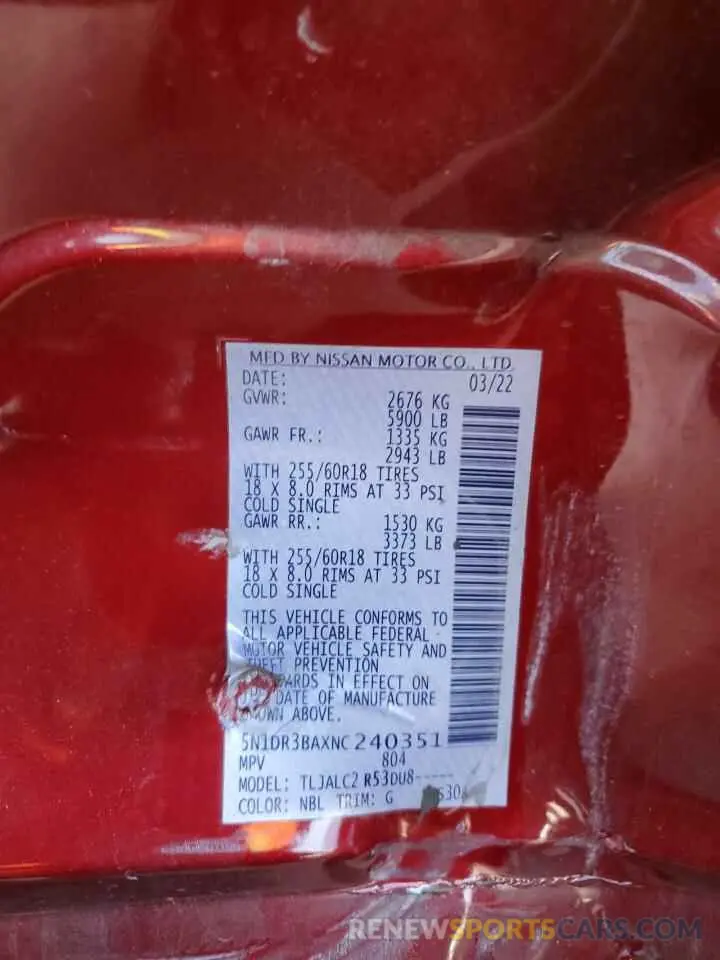 MFD BY NISSAN MOTOR CO., LTD
DATE: 03/22
GVWR: 2676 KG
5900 LB
GAWR FR.: 1335 KG
2943 LB
WITH 255/60R18 TIRES
18 X 8.0 RIMS AT 33 PSI
COLD SINGLE
GAWR RR.: 1530 KG
3373 LB
WITH 255/60R18 TIRES
18 X 8.0 RIMS AT 33 PSI
COLD SINGLE
THIS VEHICLE CONFORMS TO
ALL APPLICABLE FEDERAL
MOTOR VEHICLE SAFETY AND
THEFT PREVENTION
IN EFFECT ON
DATE OF MANUFACTURE
ABOVE.
5N1DR3BAXNC240351
MPV 804
MODEL: TLJALC2 R53DU8-----
COLOR: NBL TRIM: G
RENEWSPORTSCARS.COM